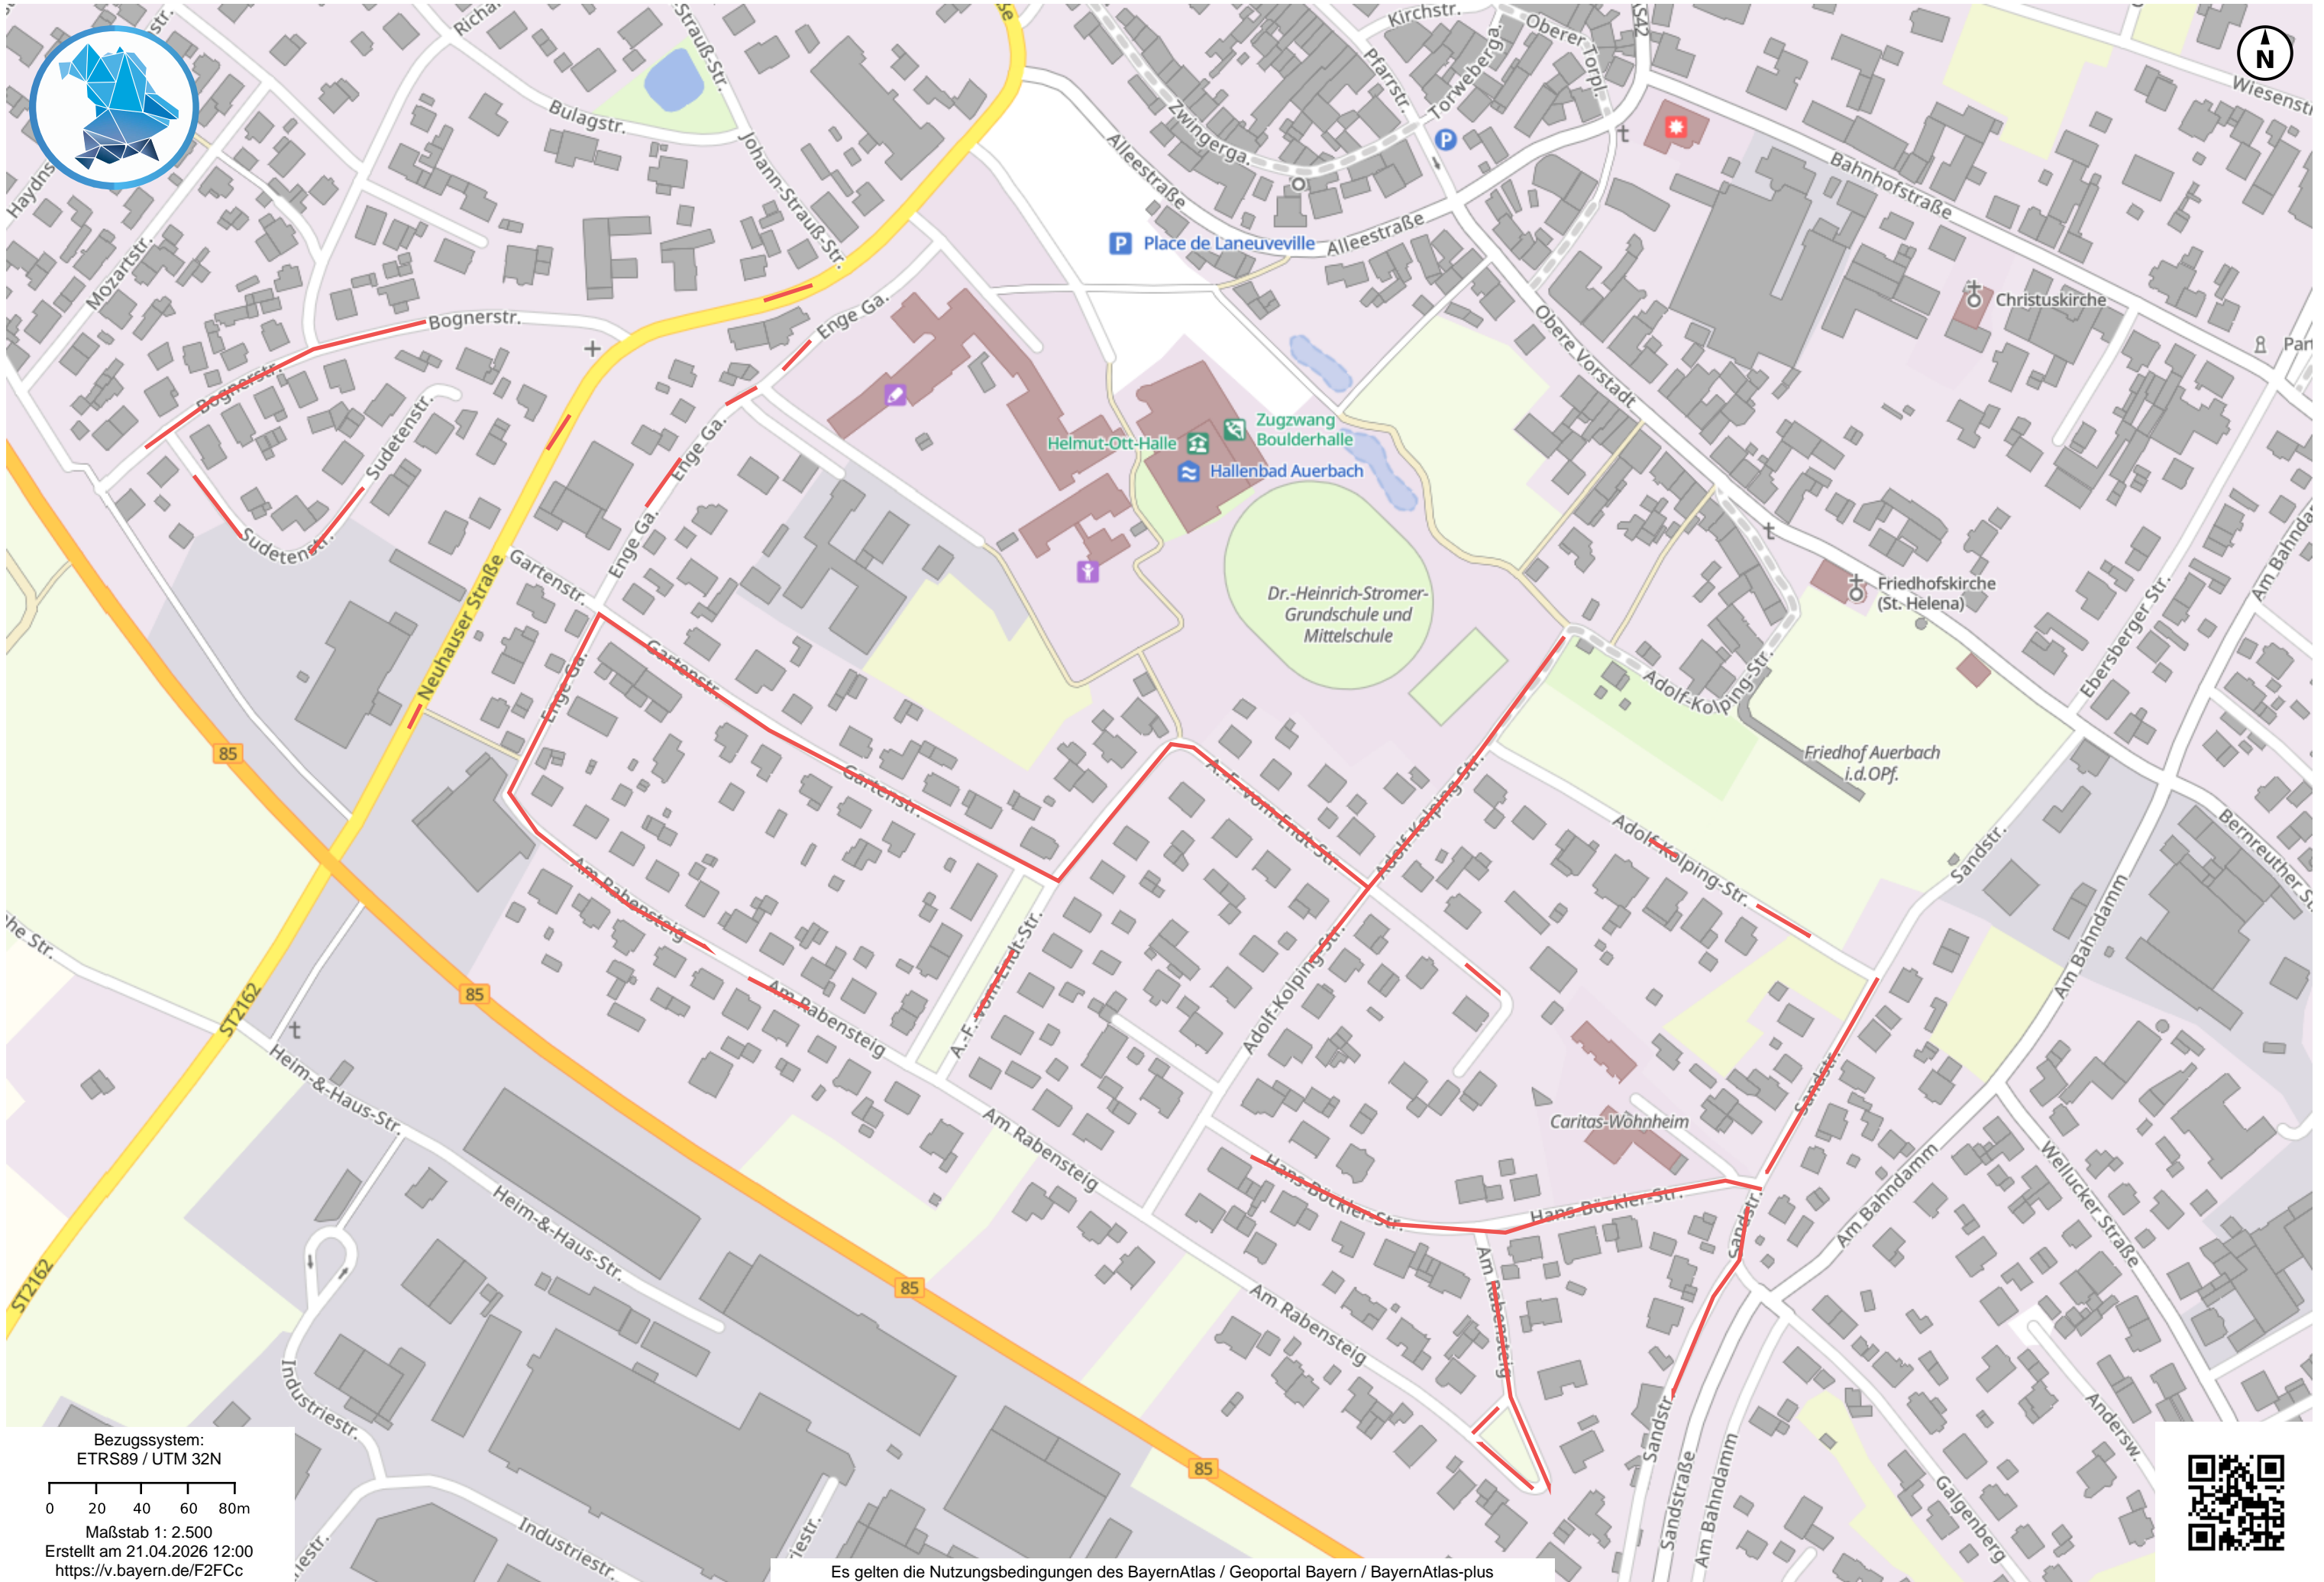 Kirchstr.
Oberer Torpl.
AS42
Bulagstr.
Johann-Strauß-Str.
Pfarrstr.
Torweberga.
Zwingerga.
Wiesenstr.
Alleestraße
Bahnhofstraße
P
P
Place de Laneuveville
Alleestraße
N
Mozartstr.
Christuskirche
Bognerstr.
Enge Ga.
Obere Vorstadt
Bognerstr.
Sudetenstr.
Enge Ga.
Zugzwang
Boulderhalle
Helmut-Ott-Halle
Hallenbad Auerbach
Sudetenstr.
Enge Ga.
Gartenstr.
Dr.-Heinrich-Stromer-
Grundschule und
Mittelschule
Friedhofskirche
(St. Helena)
Ebersberger Str.
Neuhauser Straße
Enge Ga.
Gartenstr.
Adolf-Kolping-Str.
85
Friedhof Auerbach
i.d.OPf.
Gartenstr.
A.-F.-vom-Endt-Str.
Adolf-Kolping-Str.
Adolf-Kolping-Str.
Sandstr.
Am Rabensteig
Am Bahndamm
85
ST2162
Am Rabensteig
A.-F.-vom-Endt-Str.
Adolf-Kolping-Str.
Heim-&-Haus-Str.
Am Rabensteig
Caritas-Wohnheim
Sandstr.
Am Bahndamm
Wellucker Straße
Hans-Böckler-Str.
Hans-Böckler-Str.
Sandstr.
Heim-&-Haus-Str.
ST2162
85
Am Rabensteig
Am Rabensteig
Industriestr.
Sandstr.
Andersw.
85
Sandstraße
Am Bahndamm
Galgenberg
Industriestr.
Bezugssystem:
ETRS89 / UTM 32N
0 20 40 60 80m
Maßstab 1: 2.500
Erstellt am 21.04.2026 12:00
https://v.bayern.de/F2FCc
Es gelten die Nutzungsbedingungen des BayernAtlas / Geoportal Bayern / BayernAtlas-plus